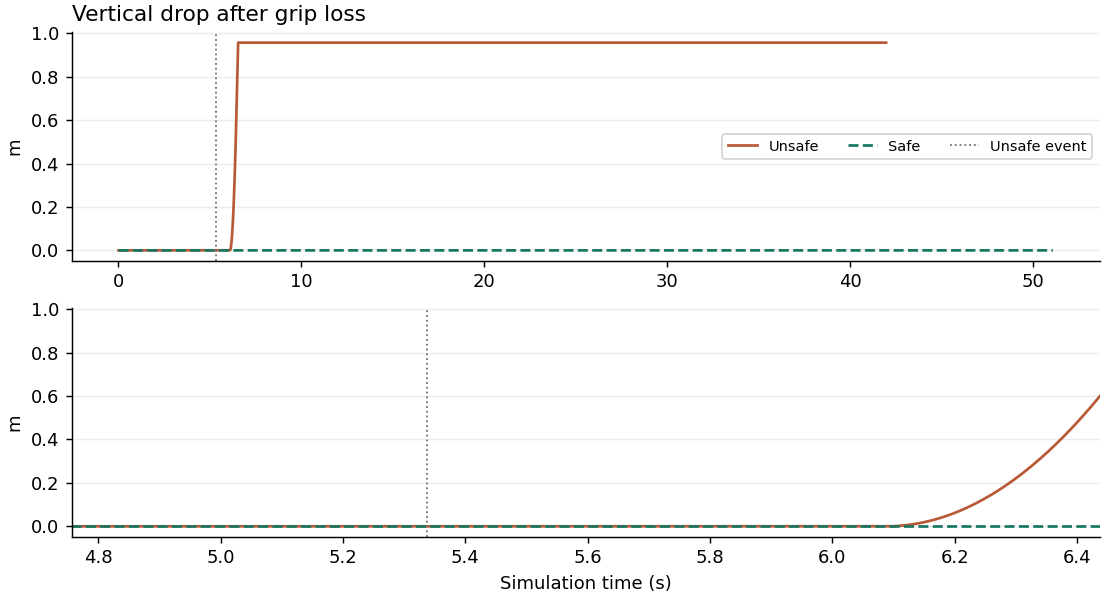 Vertical drop after grip loss
1.0
0.8
0.6
0.4
0.2
0.0
m
Unsafe Safe Unsafe event
0 10 20 30 40 50
1.0
0.8
0.6
0.4
0.2
0.0
m
4.8 5.0 5.2 5.4 5.6 5.8 6.0 6.2 6.4
Simulation time (s)